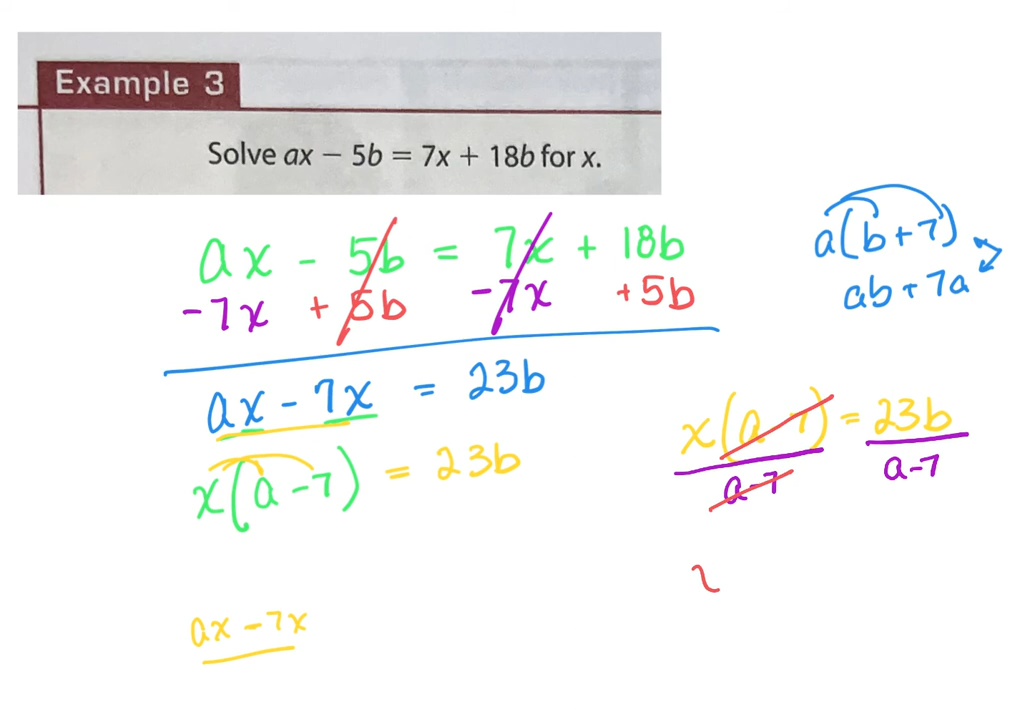 Example 3
Solve ax − 5b = 7x + 18b for x.
ax - 5b = 7x + 18b
-7x + 5b -7x +5b
ax - 7x = 23b
x(a - 7) = 23b
ax - 7x
a(b + 7)
ab + 7a
x(a - 7) = 23b
a-7 a-7